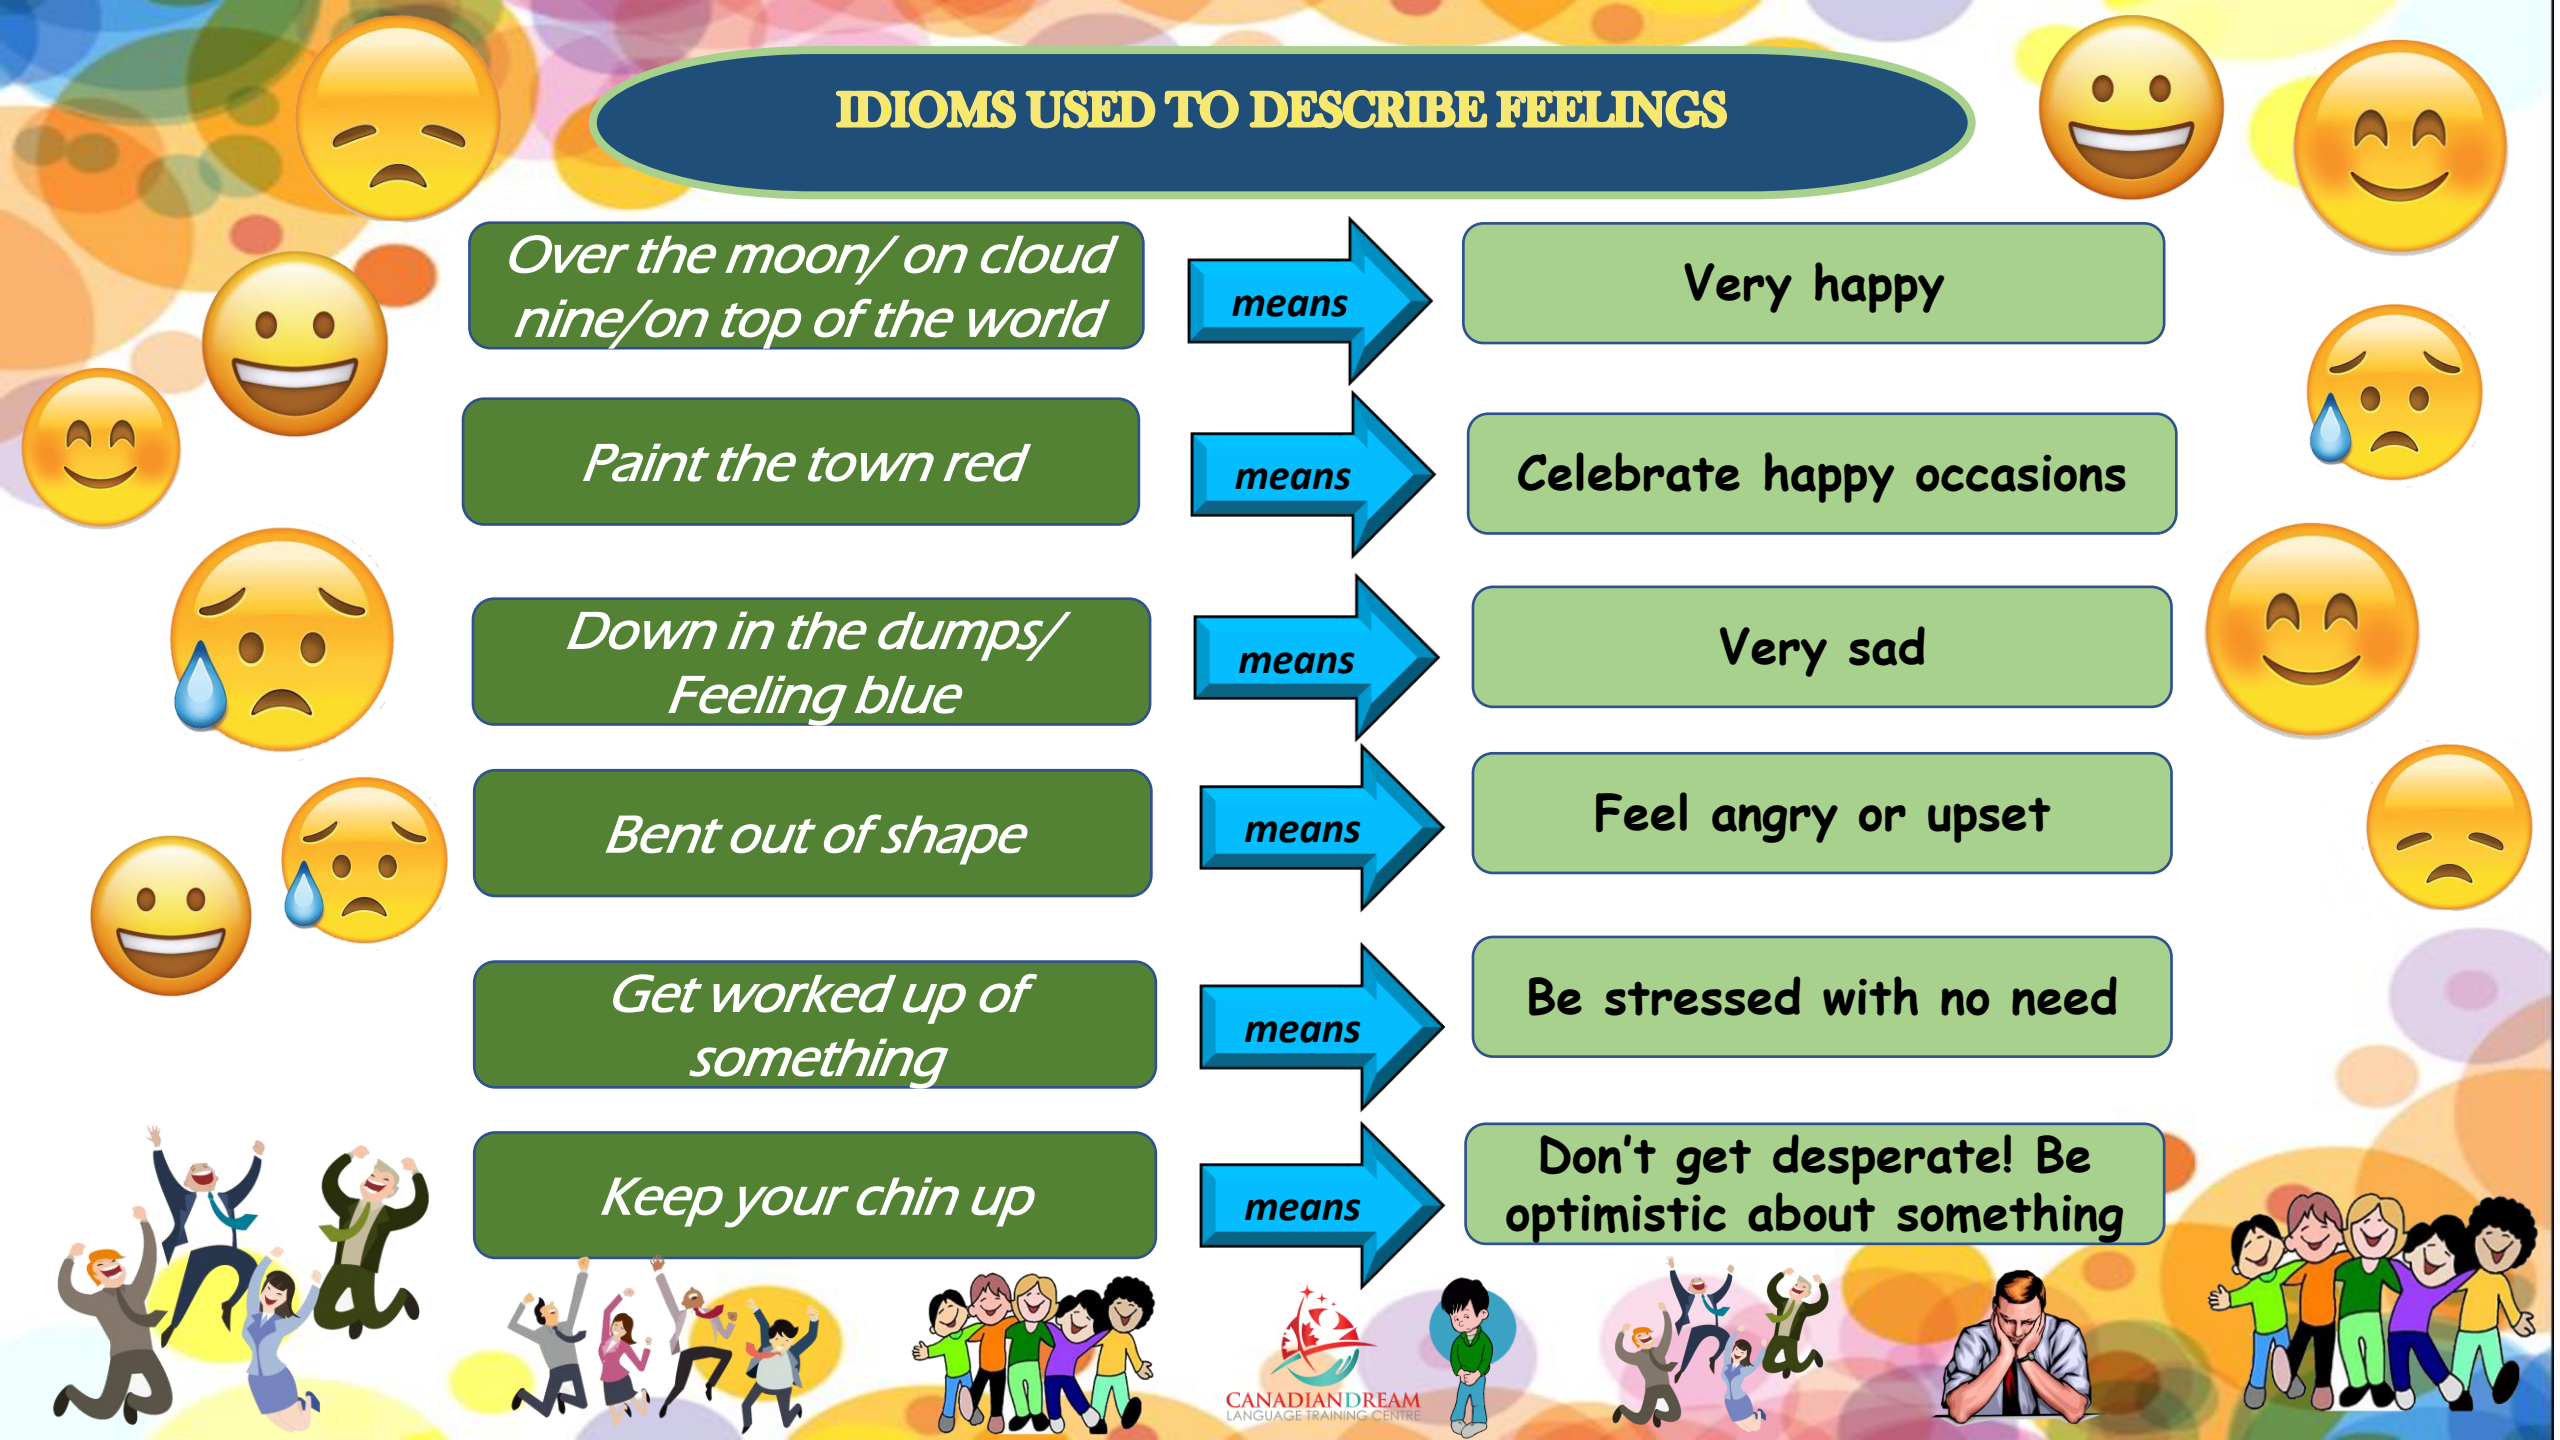 IDIOMS USED TO DESCRIBE FEELINGS
Over the moon/ on cloud
nine/on top of the world
means
Very happy
Paint the town red
means
Celebrate happy occasions
Down in the dumps/
Feeling blue
means
Very sad
Bent out of shape
means
Feel angry or upset
Get worked up of
something
means
Be stressed with no need
Keep your chin up
means
Don't get desperate! Be
optimistic about something
CANADIANDREAM
LANGUAGE TRAINING CENTRE